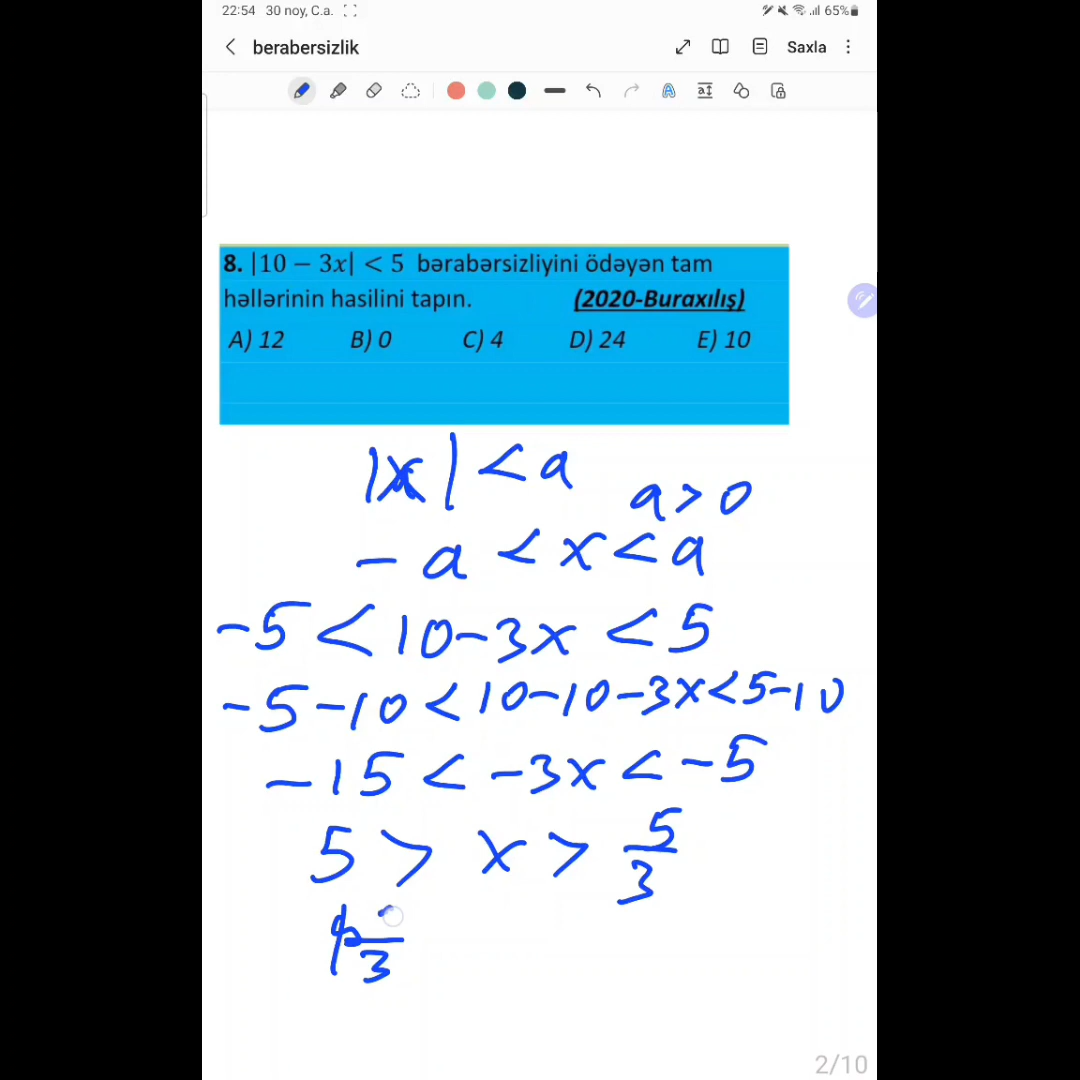 22:54 30 noy, C.a. 65%
berabersizlik Saxla
8. |10 − 3x| < 5 bərabərsizliyini ödəyən tam
həllərinin hasilini tapın. (2020-Buraxılış)
A) 12 B) 0 C) 4 D) 24 E) 10
|x| < a
a > 0
-a < x < a
-5 < 10-3x < 5
-5-10 < 10-10-3x < 5-10
-15 < -3x < -5
5 > x > 5/3
2/10